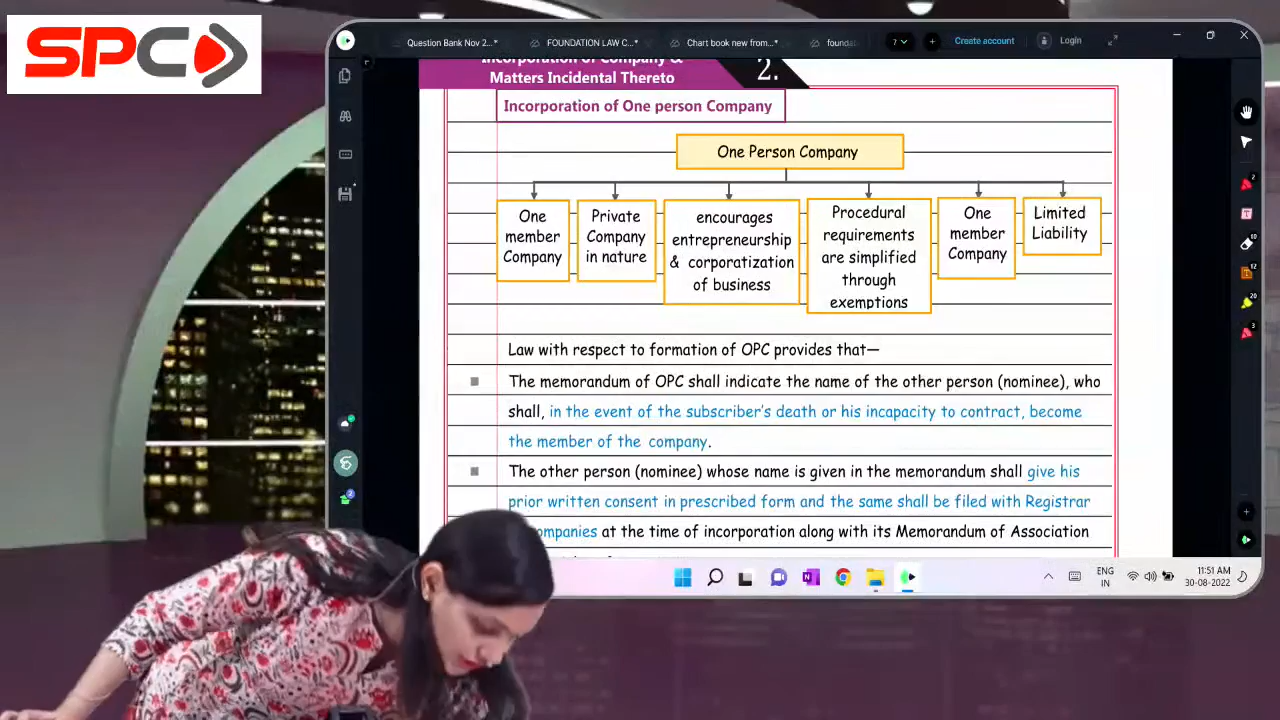 SPC
Question Bank Nov 2...*
FOUNDATION LAW C...*
Chart book new from...*
founda
7
+
Create account
Login
Incorporation of Company &
Matters Incidental Thereto
2.
Incorporation of One person Company
One Person Company
One
member
Company
Private
Company
in nature
encourages
entrepreneurship
& corporatization
of business
Procedural
requirements
are simplified
through
exemptions
One
member
Company
Limited
Liability
Law with respect to formation of OPC provides that—
The memorandum of OPC shall indicate the name of the other person (nominee), who
shall, in the event of the subscriber's death or his incapacity to contract, become
the member of the company.
The other person (nominee) whose name is given in the memorandum shall give his
prior written consent in prescribed form and the same shall be filed with Registrar
ompanies at the time of incorporation along with its Memorandum of Association
ENG
IN
11:51 AM
30-08-2022